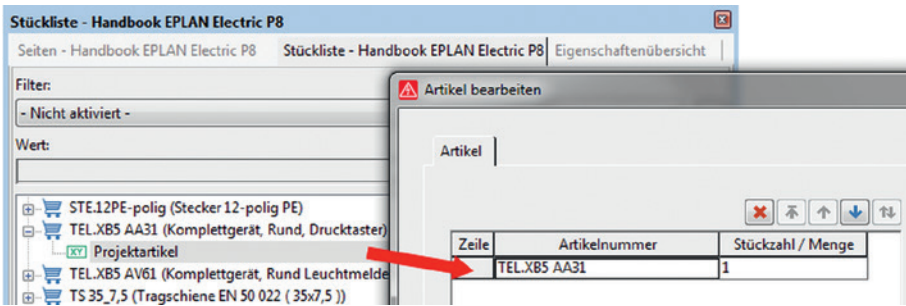 Stückliste - Handbook EPLAN Electric P8
Seiten - Handbook EPLAN Electric P8 Stückliste - Handbook EPLAN Electric P8 Eigenschaftenübersicht
Filter:
- Nicht aktiviert -
Wert:
STE.12PE-polig (Stecker 12-polig PE)
TEL.XB5 AA31 (Komplettgerät, Rund, Drucktaster)
XY Projektartikel
TEL.XB5 AV61 (Komplettgerät, Rund Leuchtmelde
TS 35_7,5 (Tragschiene EN 50 022 ( 35x7,5 ))
Artikel bearbeiten
Artikel
Zeile Artikelnummer Stückzahl / Menge
TEL.XB5 AA31 1